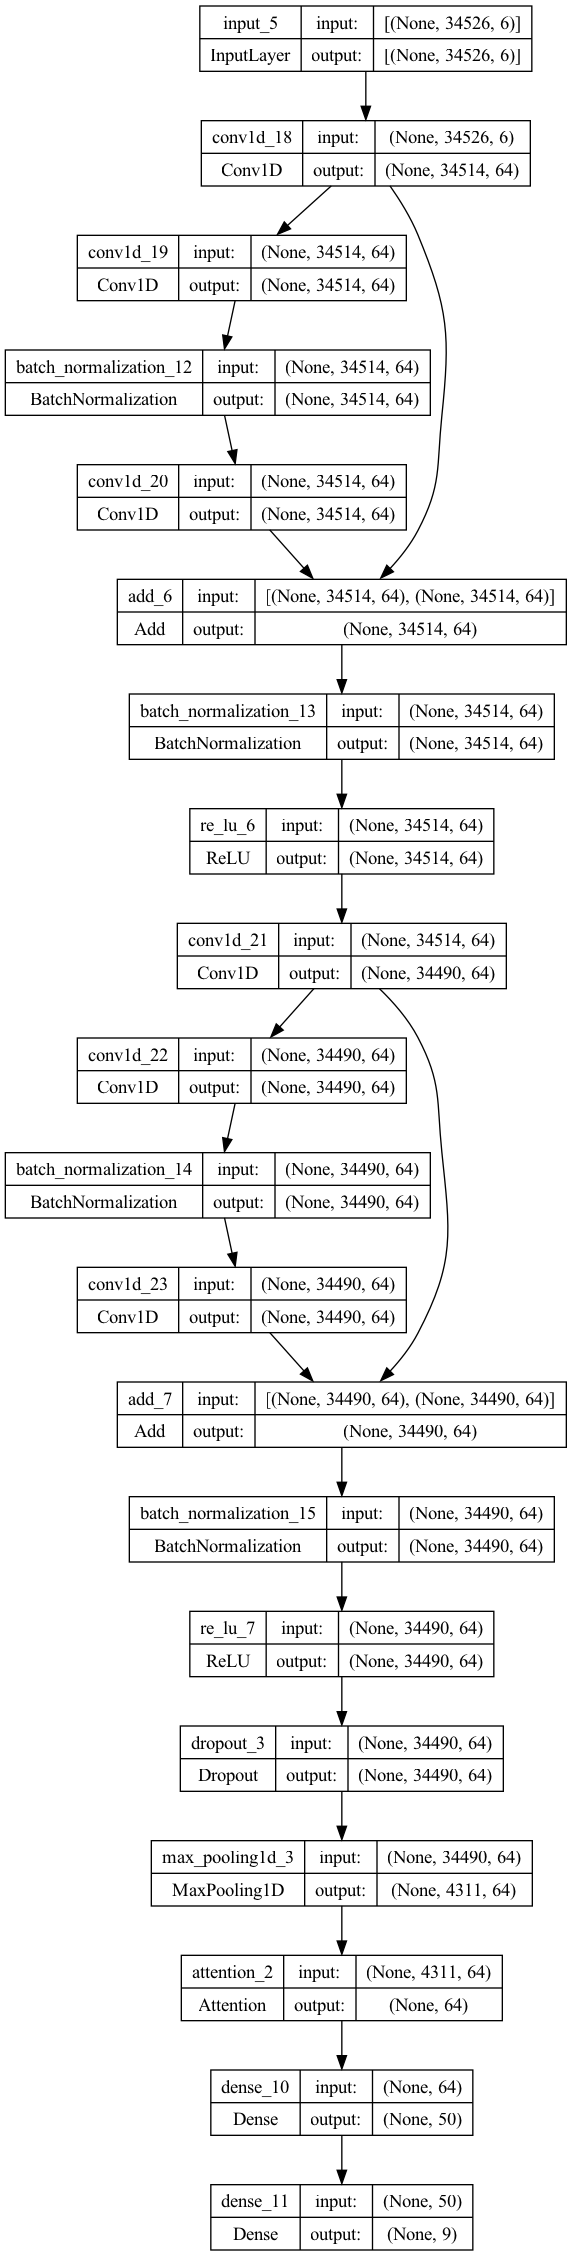 input_5 input: [(None, 34526, 6)]
InputLayer output: [(None, 34526, 6)]
conv1d_18 input: (None, 34526, 6)
Conv1D output: (None, 34514, 64)
conv1d_19 input: (None, 34514, 64)
Conv1D output: (None, 34514, 64)
batch_normalization_12 input: (None, 34514, 64)
BatchNormalization output: (None, 34514, 64)
conv1d_20 input: (None, 34514, 64)
Conv1D output: (None, 34514, 64)
add_6 input: [(None, 34514, 64), (None, 34514, 64)]
Add output: (None, 34514, 64)
batch_normalization_13 input: (None, 34514, 64)
BatchNormalization output: (None, 34514, 64)
re_lu_6 input: (None, 34514, 64)
ReLU output: (None, 34514, 64)
conv1d_21 input: (None, 34514, 64)
Conv1D output: (None, 34490, 64)
conv1d_22 input: (None, 34490, 64)
Conv1D output: (None, 34490, 64)
batch_normalization_14 input: (None, 34490, 64)
BatchNormalization output: (None, 34490, 64)
conv1d_23 input: (None, 34490, 64)
Conv1D output: (None, 34490, 64)
add_7 input: [(None, 34490, 64), (None, 34490, 64)]
Add output: (None, 34490, 64)
batch_normalization_15 input: (None, 34490, 64)
BatchNormalization output: (None, 34490, 64)
re_lu_7 input: (None, 34490, 64)
ReLU output: (None, 34490, 64)
dropout_3 input: (None, 34490, 64)
Dropout output: (None, 34490, 64)
max_pooling1d_3 input: (None, 34490, 64)
MaxPooling1D output: (None, 4311, 64)
attention_2 input: (None, 4311, 64)
Attention output: (None, 64)
dense_10 input: (None, 64)
Dense output: (None, 50)
dense_11 input: (None, 50)
Dense output: (None, 9)